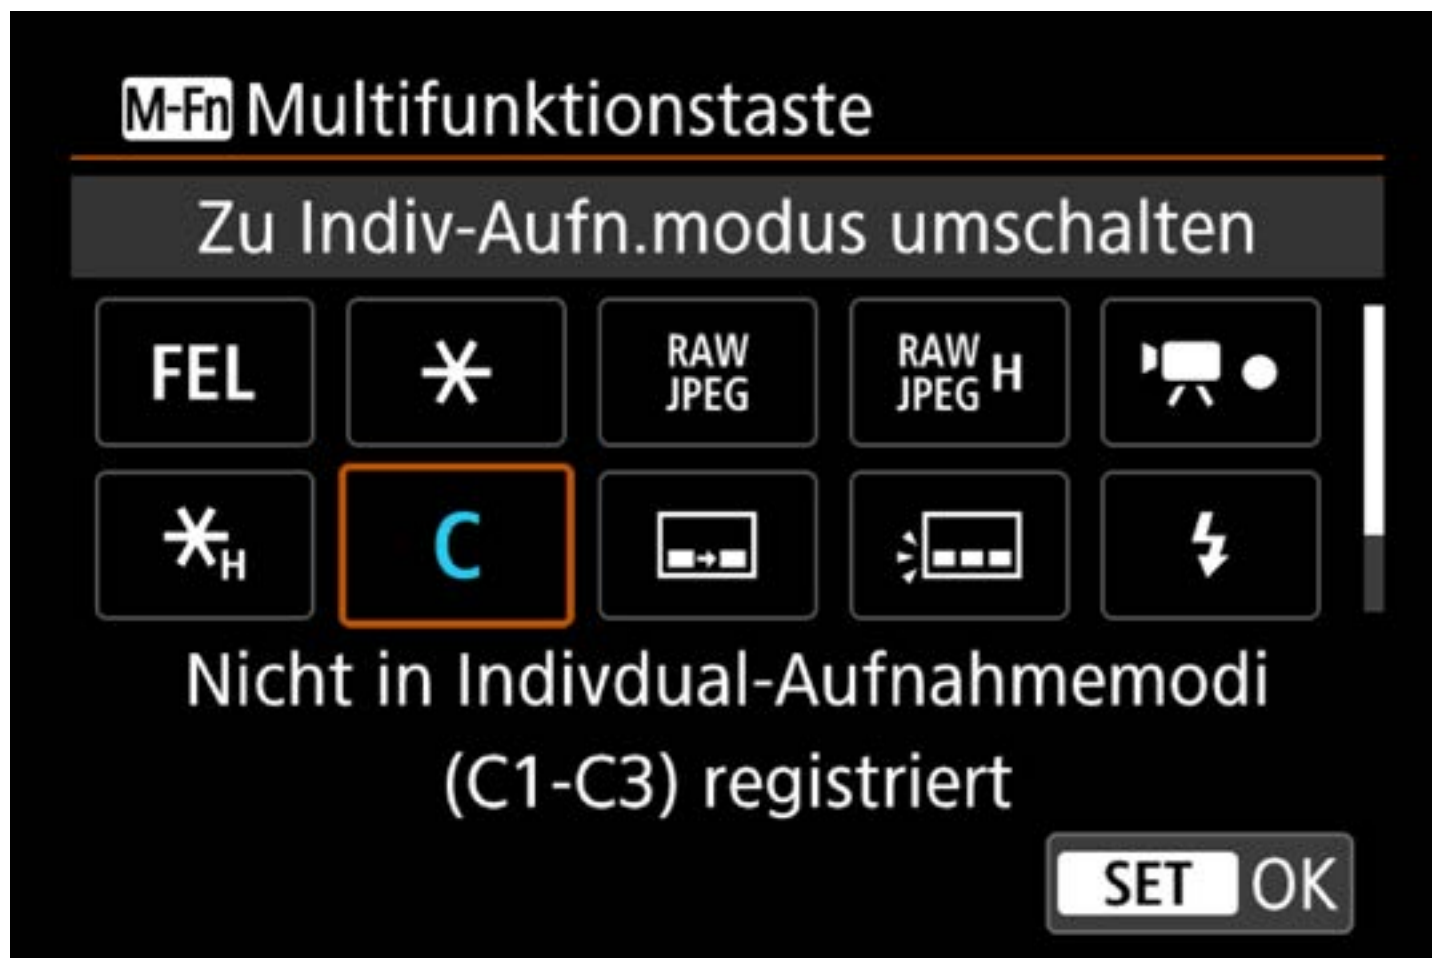 M-Fn Multifunktionstaste
Zu Indiv-Aufn.modus umschalten
FEL * RAW JPEG RAW JPEG H
*H C
Nicht in Indivdual-Aufnahmemodi
(C1-C3) registriert
SET OK